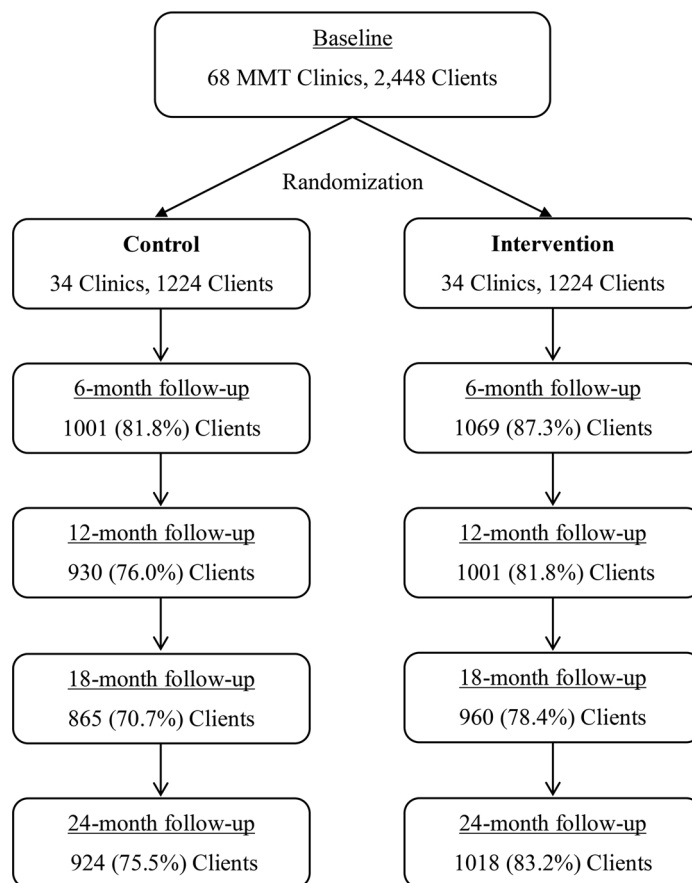 Baseline
68 MMT Clinics, 2,448 Clients
Randomization
Control
34 Clinics, 1224 Clients
Intervention
34 Clinics, 1224 Clients
6-month follow-up
1001 (81.8%) Clients
6-month follow-up
1069 (87.3%) Clients
12-month follow-up
930 (76.0%) Clients
12-month follow-up
1001 (81.8%) Clients
18-month follow-up
865 (70.7%) Clients
18-month follow-up
960 (78.4%) Clients
24-month follow-up
924 (75.5%) Clients
24-month follow-up
1018 (83.2%) Clients